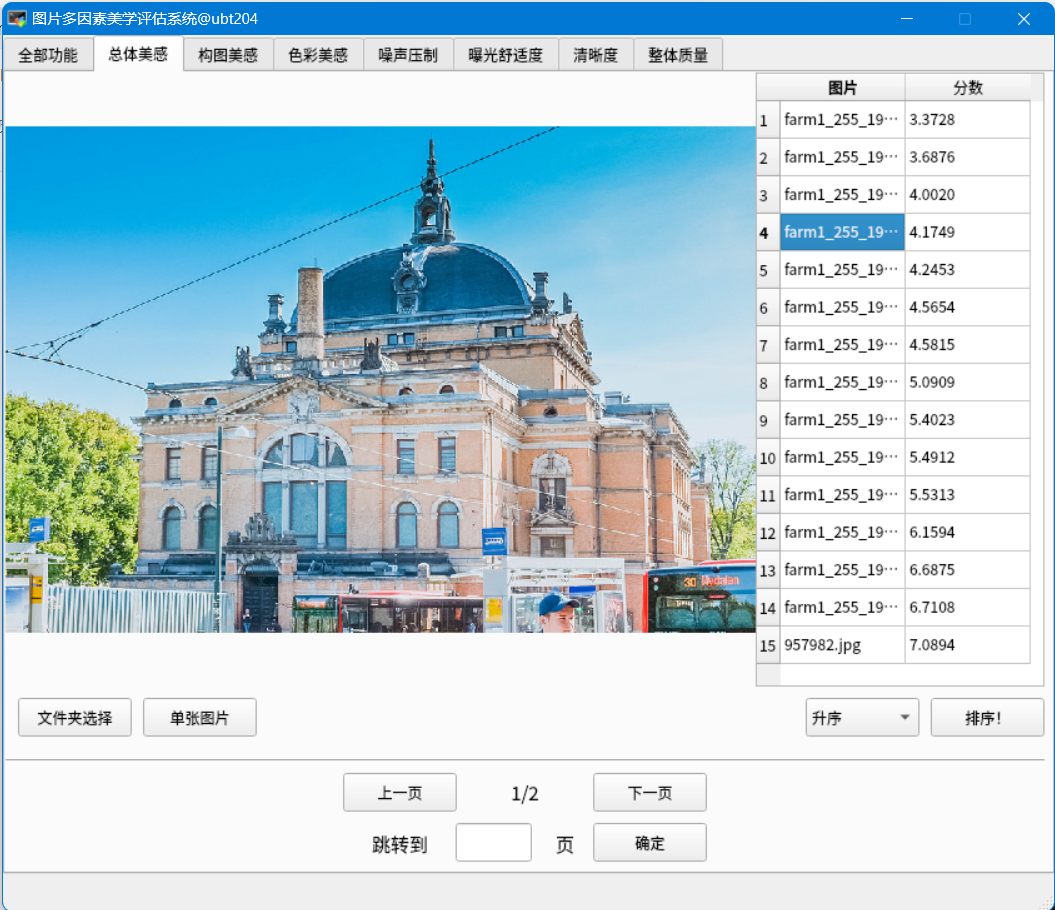 图片多因素美学评估系统@ubt204
全部功能 总体美感 构图美感 色彩美感 噪声压制 曝光舒适度 清晰度 整体质量
图片 分数
1 farm1_255_19··· 3.3728
2 farm1_255_19··· 3.6876
3 farm1_255_19··· 4.0020
4 farm1_255_19··· 4.1749
5 farm1_255_19··· 4.2453
6 farm1_255_19··· 4.5654
7 farm1_255_19··· 4.5815
8 farm1_255_19··· 5.0909
9 farm1_255_19··· 5.4023
10 farm1_255_19··· 5.4912
11 farm1_255_19··· 5.5313
12 farm1_255_19··· 6.1594
13 farm1_255_19··· 6.6875
14 farm1_255_19··· 6.7108
15 957982.jpg 7.0894
30 Nydalen
文件夹选择 单张图片 升序 排序!
上一页 1/2 下一页
跳转到 页 确定